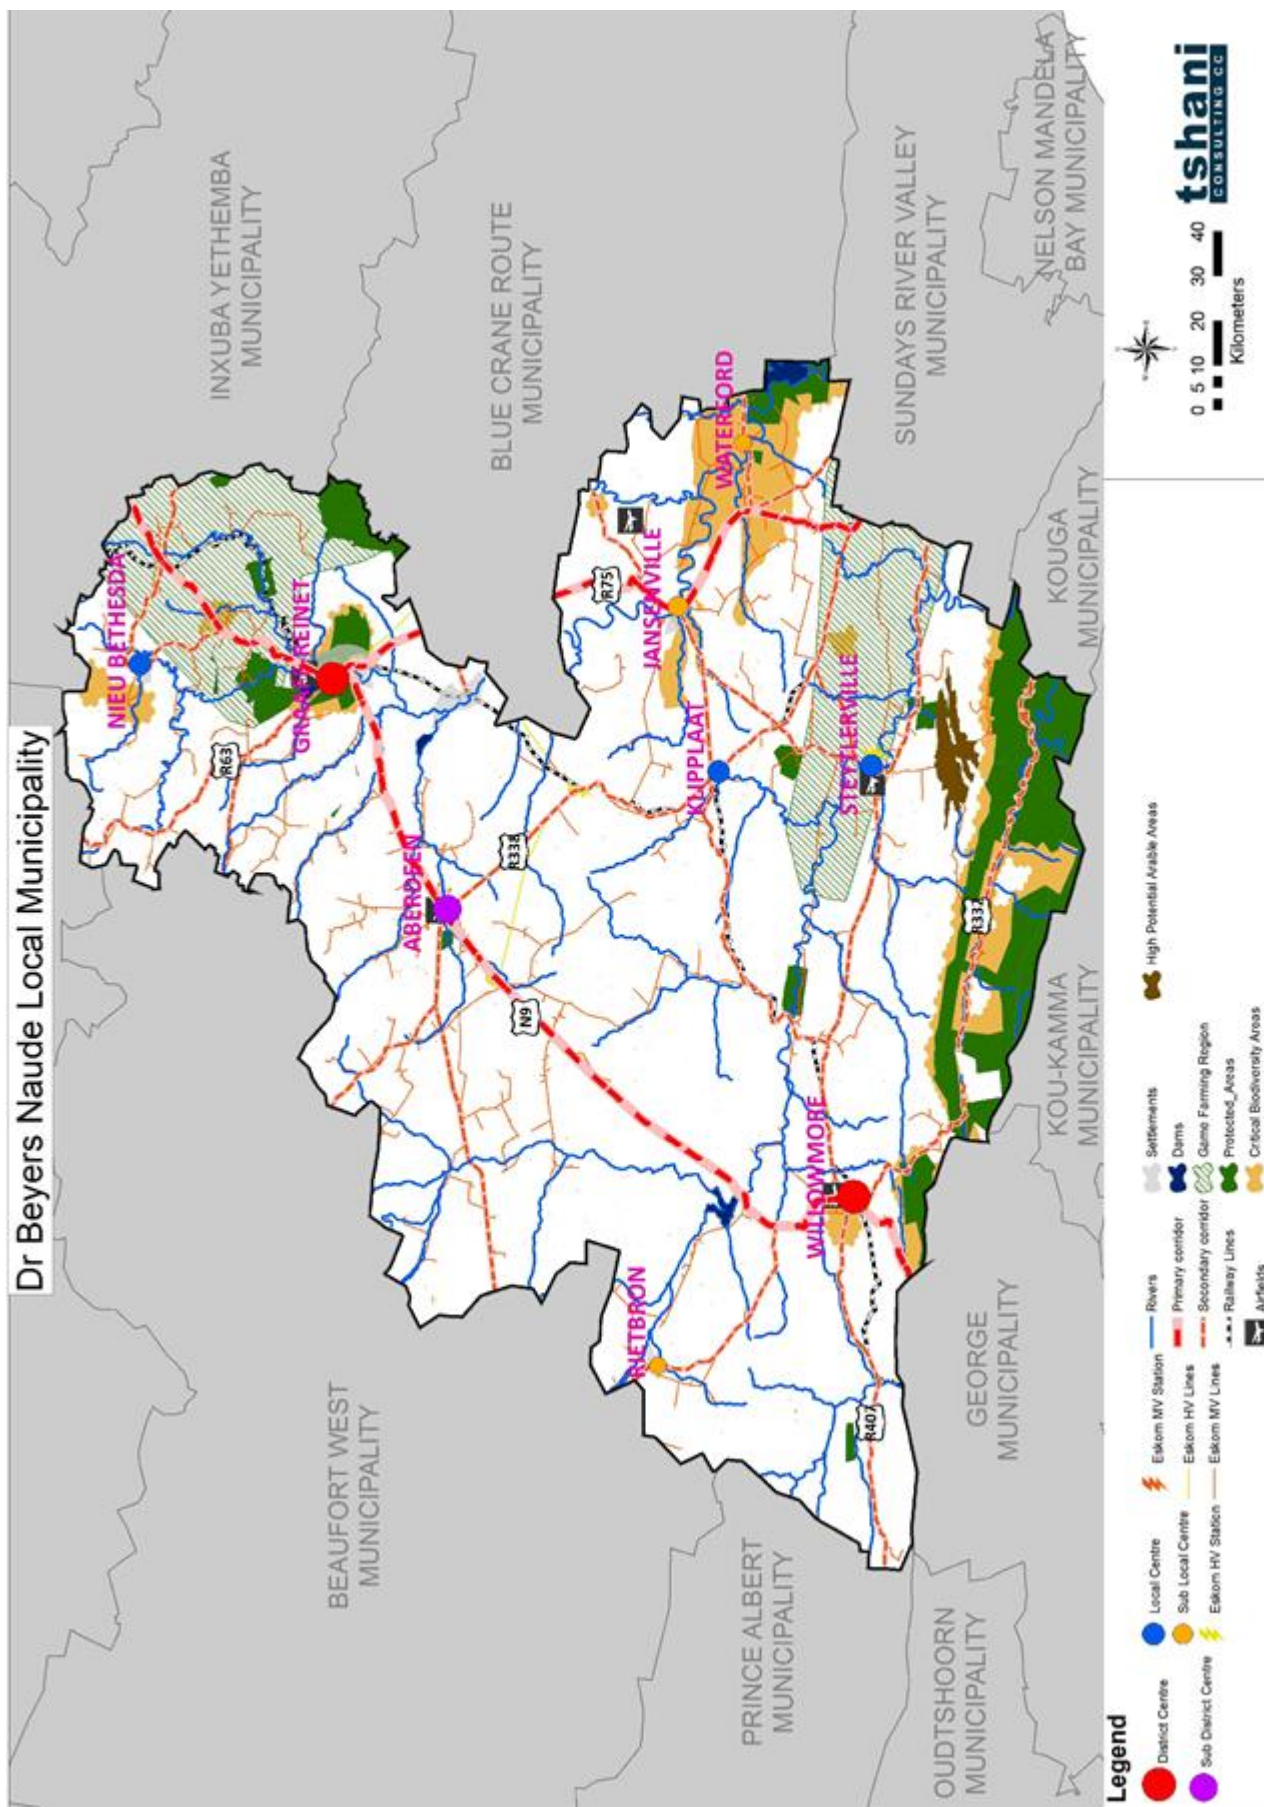 Dr Beyers Naude Local Municipality
INXUBA YETHEMBA
MUNICIPALITY
BLUE CRANE ROUTE
MUNICIPALITY
SUNDAYS RIVER VALLEY
MUNICIPALITY
NELSON MANDELA
BAY MUNICIPALITY
KOUGA
MUNICIPALITY
KOU-KAMMA
MUNICIPALITY
GEORGE
MUNICIPALITY
BEAUFORT WEST
MUNICIPALITY
PRINCE ALBERT
MUNICIPALITY
OUDTSHOORN
MUNICIPALITY
NIEU BETHESDA
GRAAFF REINET
R63
ABERDEEN
R338
N9
R75
JANSENVILLE
WATERFORD
KLIPPLAAT
STEYTLERVILLE
R332
WILLOWMORE
RIETBRON
R407
Legend
District Centre
Sub District Centre
Local Centre
Sub Local Centre
Eskom HV Station
Eskom MV Station
Eskom HV Lines
Eskom MV Lines
Rivers
Primary corridor
Secondary corridor
Railway Lines
Airfields
Settlements
Dams
Game Farming Region
Protected_Areas
Critical Biodiversity Areas
High Potential Arable Areas
0 5 10 20 30 40
Kilometers
tshani
CONSULTING CC